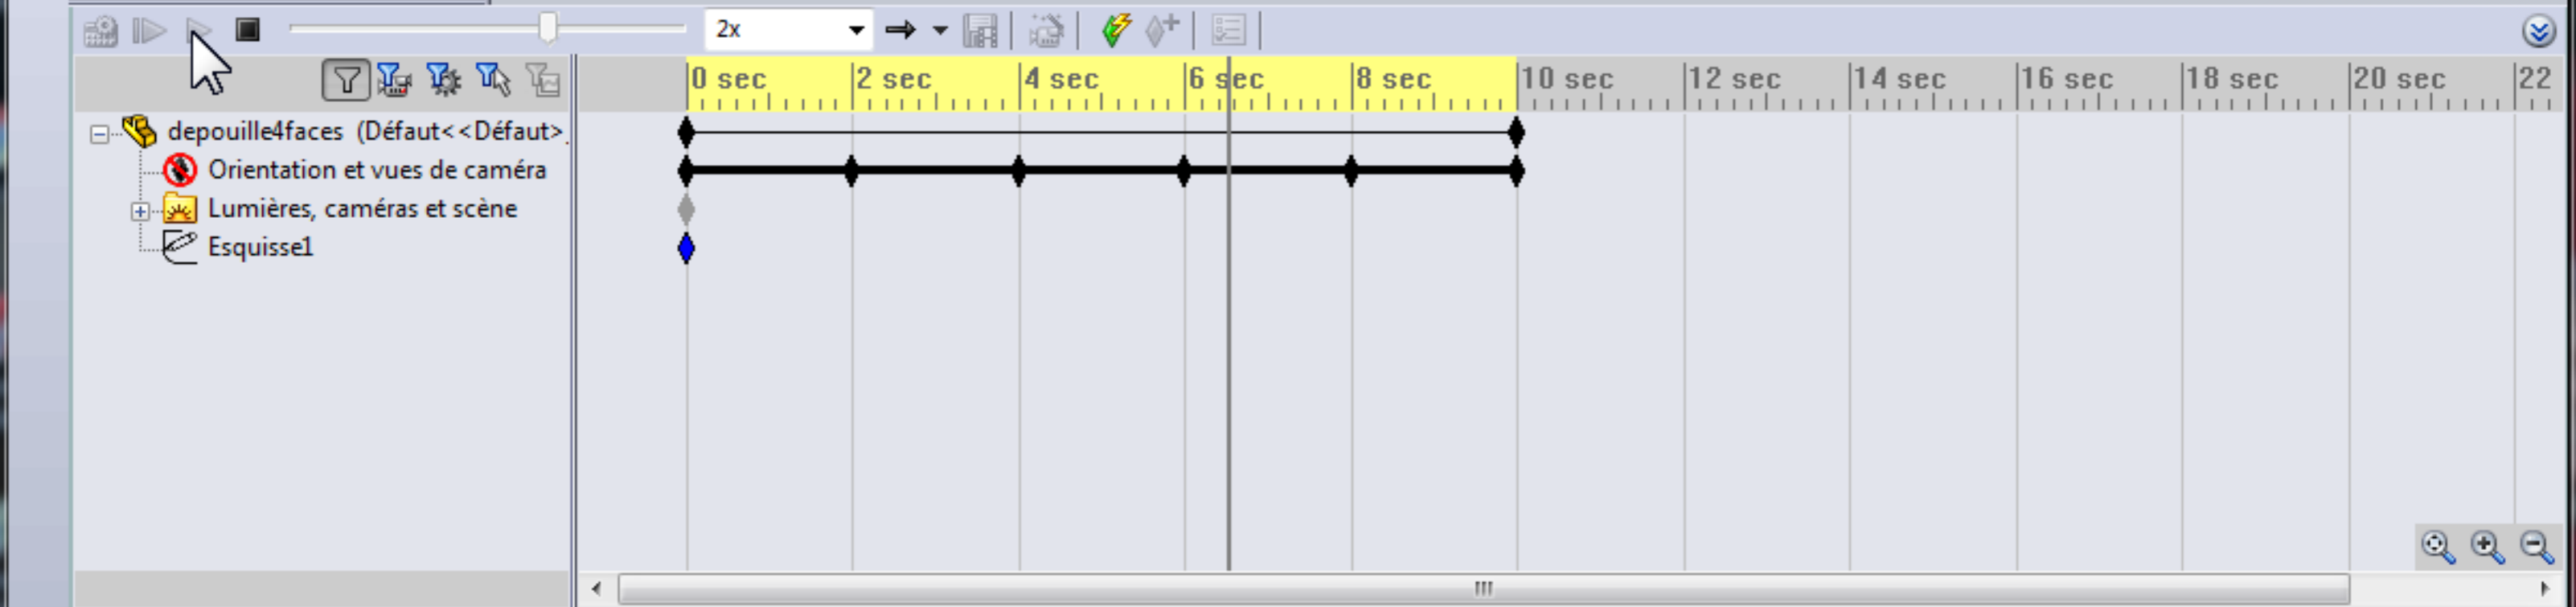 2x
0 sec 2 sec 4 sec 6 sec 8 sec 10 sec 12 sec 14 sec 16 sec 18 sec 20 sec 22
depouille4faces (Défaut<<Défaut>_
Orientation et vues de caméra
Lumières, caméras et scène
Esquisse1